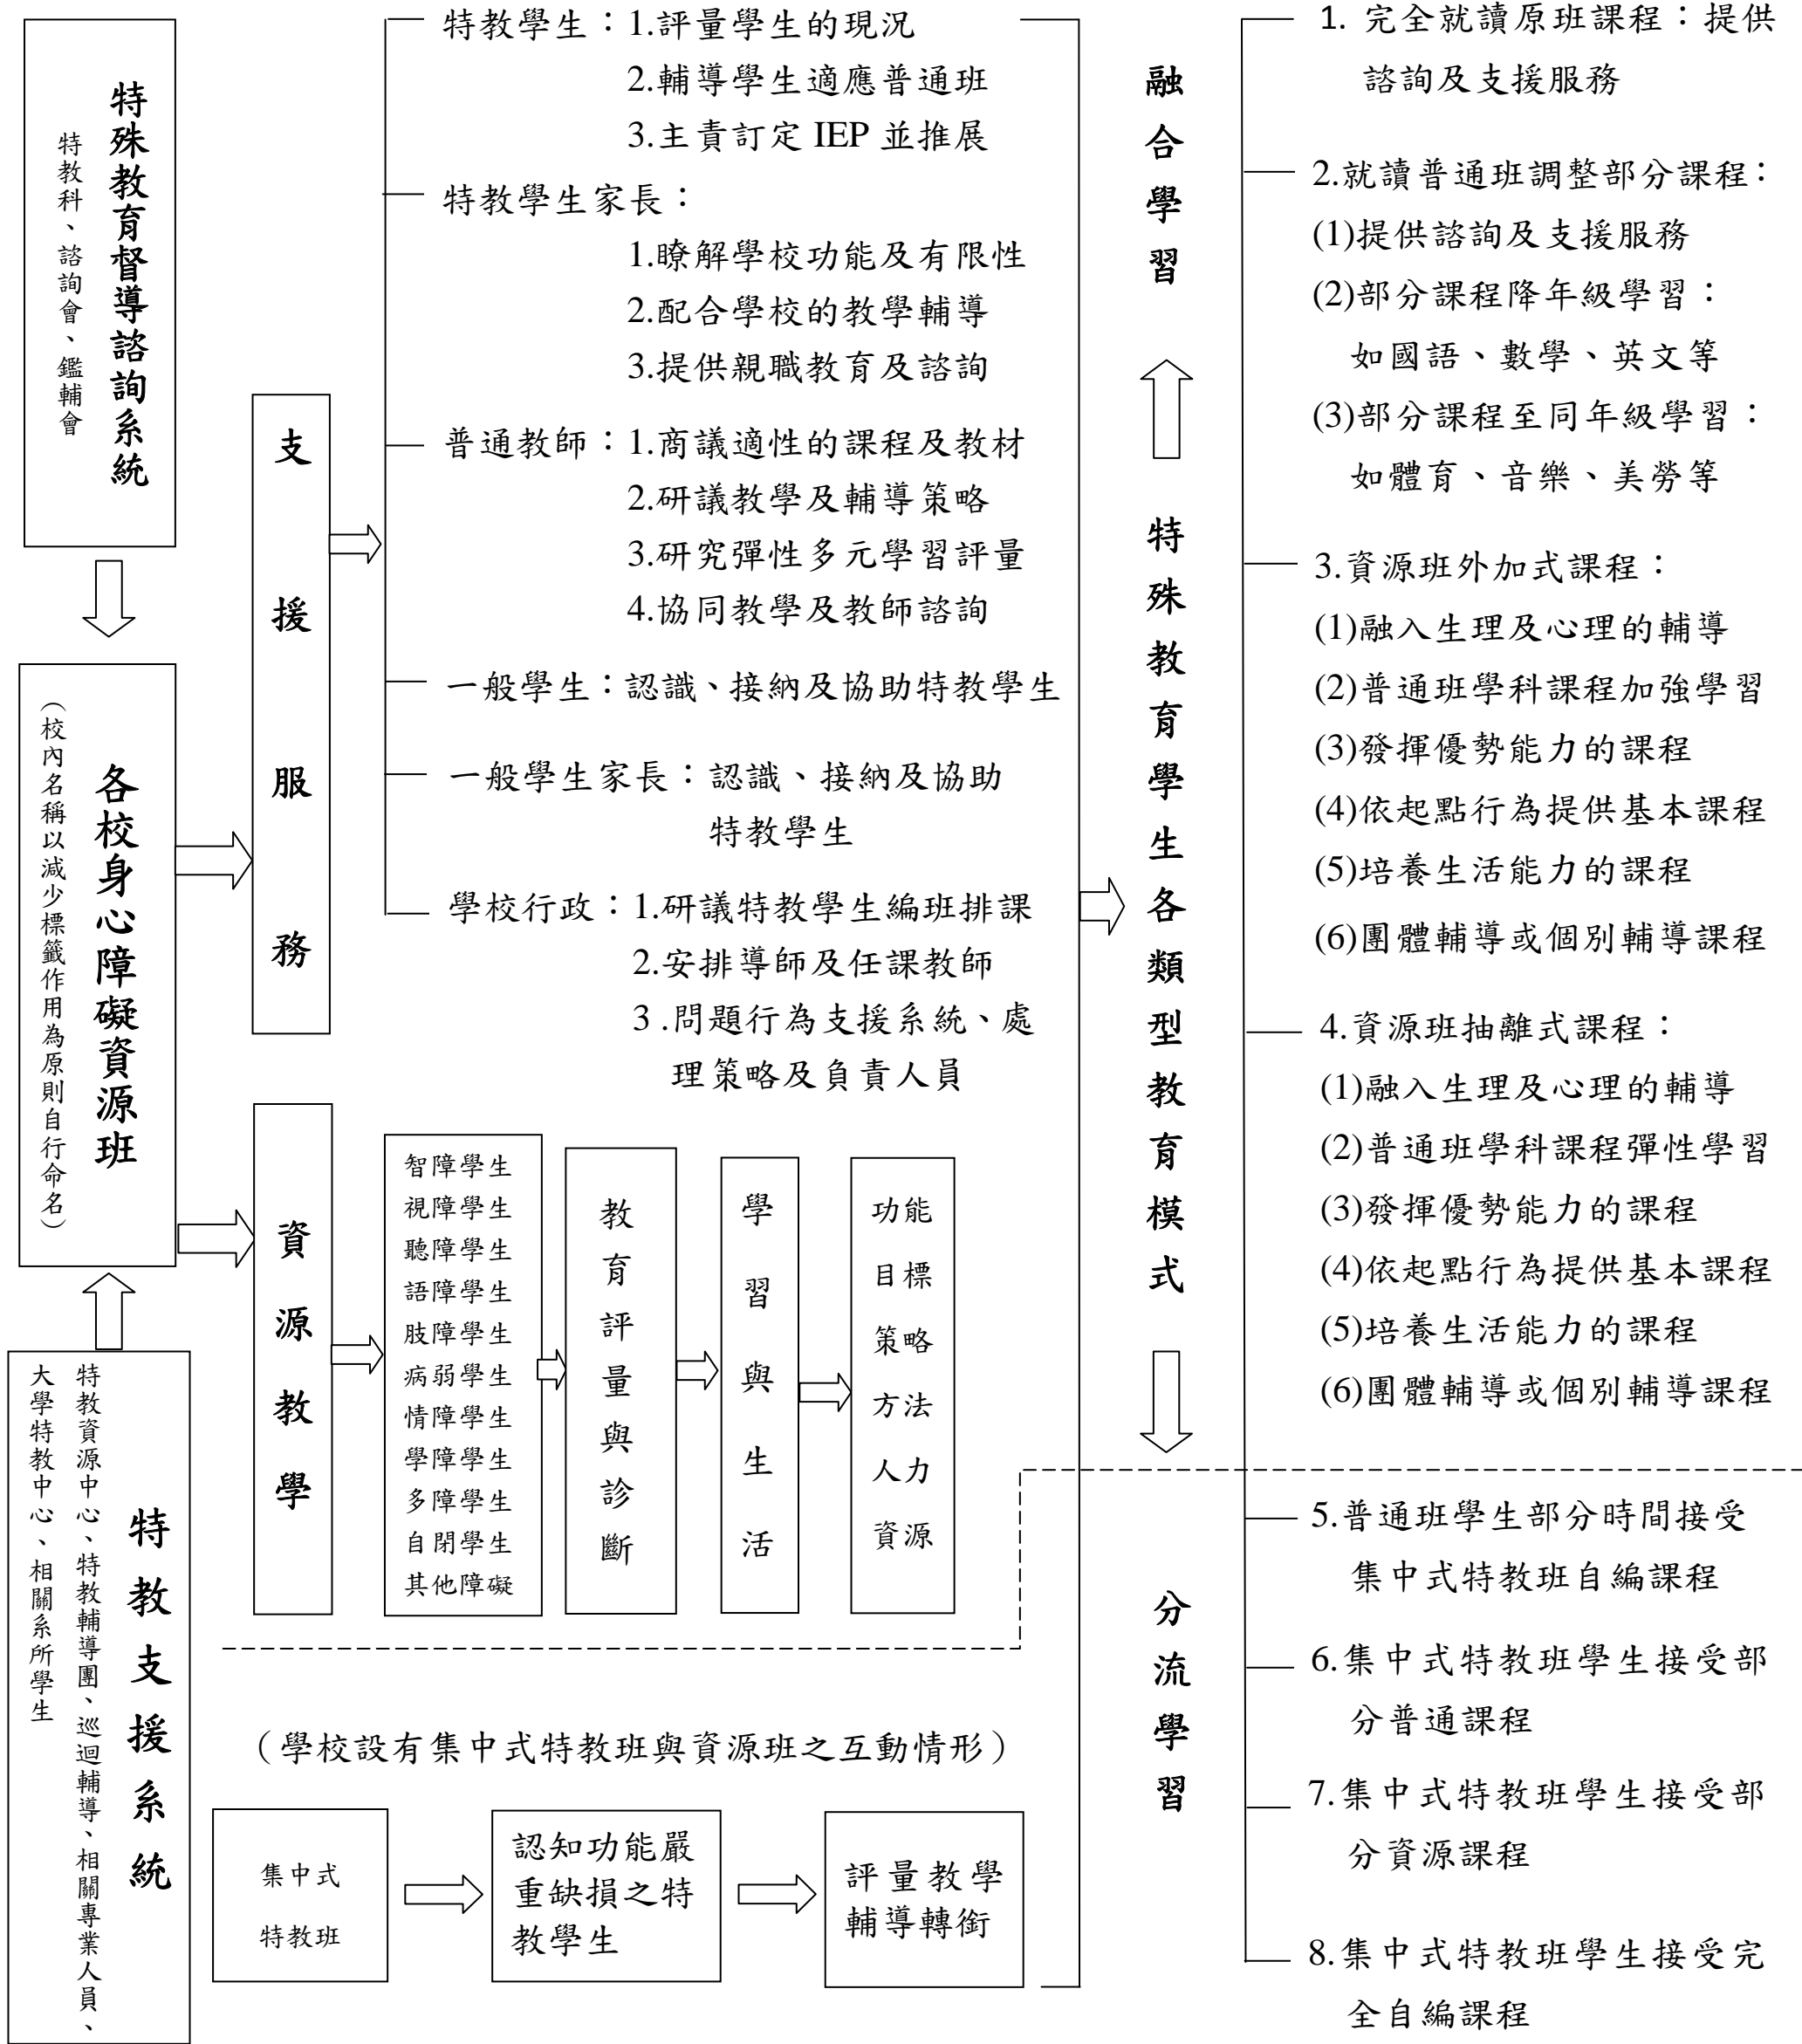 特殊教育督導諮詢系統
特教科、諮詢會、鑑輔會
各校身心障礙資源班
（校內名稱以減少標籤作用為原則自行命名）
特教支援系統
特教資源中心、特教輔導團、巡迴輔導、相關專業人員、
大學特教中心、相關系所學生
支援服務
特教學生：1.評量學生的現況
2.輔導學生適應普通班
3.主責訂定 IEP 並推展
特教學生家長：
1.瞭解學校功能及有限性
2.配合學校的教學輔導
3.提供親職教育及諮詢
普通教師：1.商議適性的課程及教材
2.研議教學及輔導策略
3.研究彈性多元學習評量
4.協同教學及教師諮詢
一般學生：認識、接納及協助特教學生
一般學生家長：認識、接納及協助
特教學生
學校行政：1.研議特教學生編班排課
2.安排導師及任課教師
3 .問題行為支援系統、處
理策略及負責人員
資源教學
智障學生
視障學生
聽障學生
語障學生
肢障學生
病弱學生
情障學生
學障學生
多障學生
自閉學生
其他障礙
教育評量與診斷
學習與生活
功能
目標
策略
方法
人力
資源
（學校設有集中式特教班與資源班之互動情形）
集中式
特教班
認知功能嚴
重缺損之特
教學生
評量教學
輔導轉銜
融合學習
特殊教育學生各類型教育模式
分流學習
1. 完全就讀原班課程：提供
諮詢及支援服務
2.就讀普通班調整部分課程：
(1)提供諮詢及支援服務
(2)部分課程降年級學習：
如國語、數學、英文等
(3)部分課程至同年級學習：
如體育、音樂、美勞等
3.資源班外加式課程：
(1)融入生理及心理的輔導
(2)普通班學科課程加強學習
(3)發揮優勢能力的課程
(4)依起點行為提供基本課程
(5)培養生活能力的課程
(6)團體輔導或個別輔導課程
4.資源班抽離式課程：
(1)融入生理及心理的輔導
(2)普通班學科課程彈性學習
(3)發揮優勢能力的課程
(4)依起點行為提供基本課程
(5)培養生活能力的課程
(6)團體輔導或個別輔導課程
5.普通班學生部分時間接受
集中式特教班自編課程
6.集中式特教班學生接受部
分普通課程
7.集中式特教班學生接受部
分資源課程
8.集中式特教班學生接受完
全自編課程